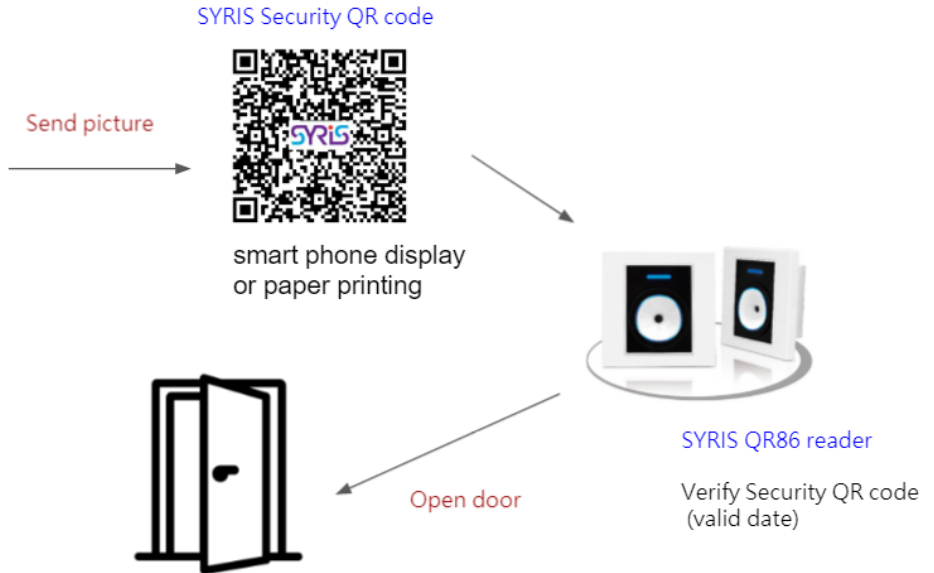 SYRIS Security QR code
Send picture
SYRIS
smart phone display
or paper printing
SYRIS QR86 reader
Verify Security QR code
(valid date)
Open door